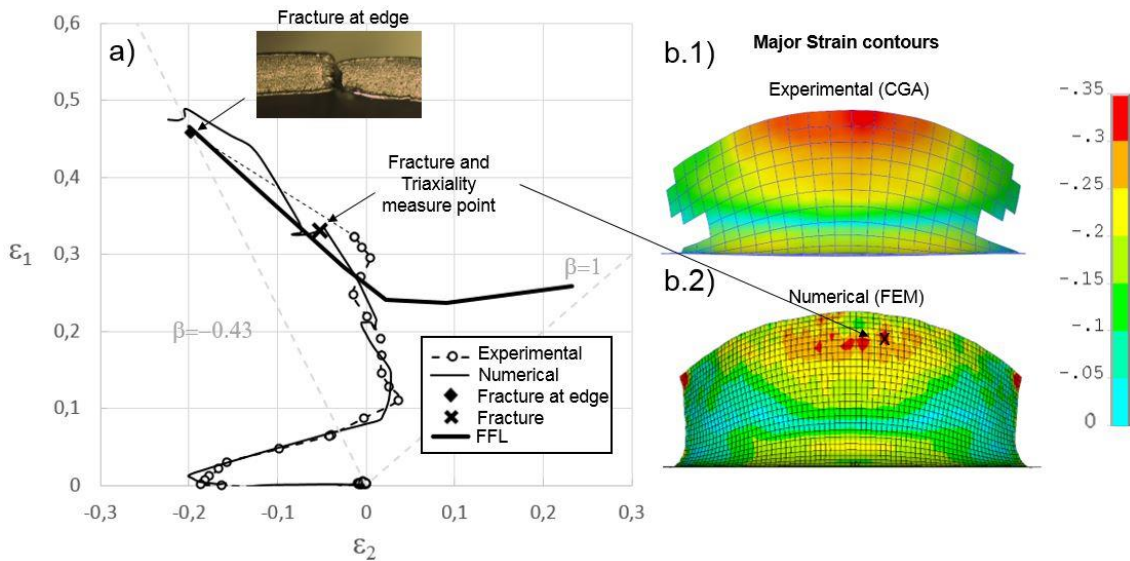 a)
Fracture at edge
Fracture and
Triaxiality
measure point
ε1
0,6
0,5
0,4
0,3
0,2
0,1
0
β=1
β=−0.43
Experimental
Numerical
Fracture at edge
Fracture
FFL
-0,3
-0,2
-0,1
0
0,1
0,2
0,3
ε2
b.1)
Major Strain contours
Experimental (CGA)
b.2)
Numerical (FEM)
-.35
-.3
-.25
-.2
-.15
-.1
-.05
0